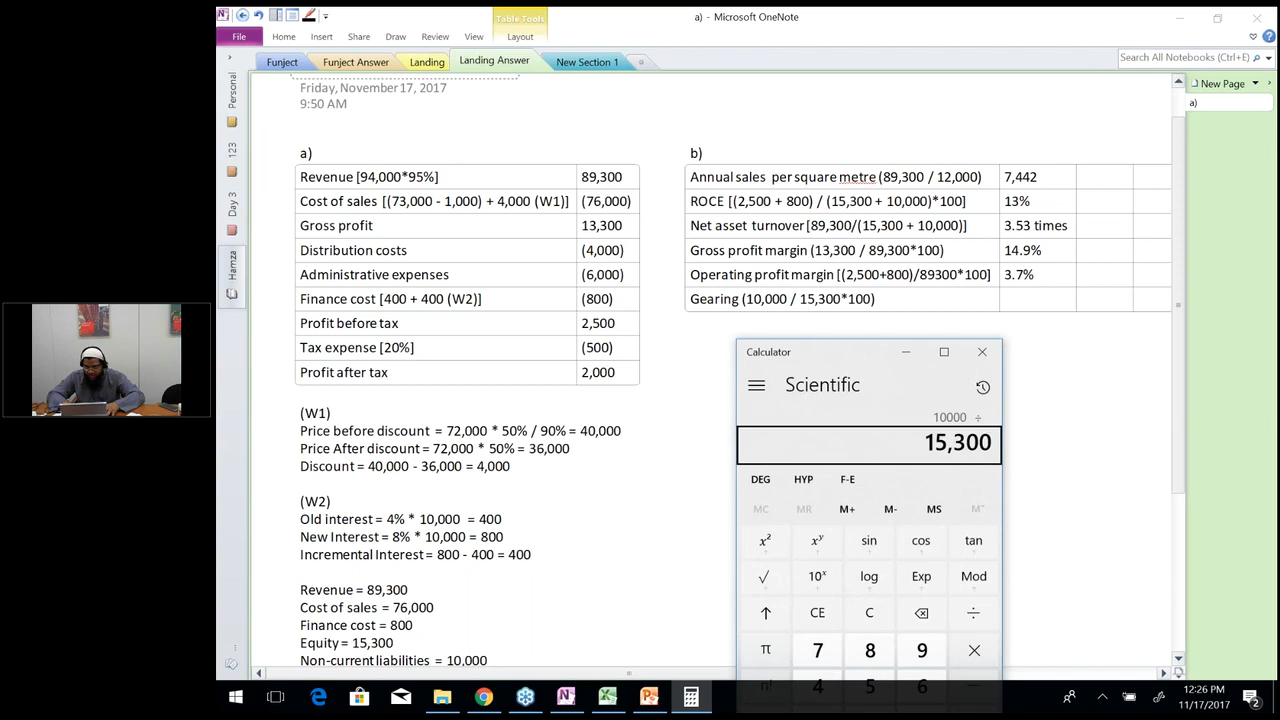 Table Tools
a) - Microsoft OneNote
File Home Insert Share Draw Review View Layout
Funject Funject Answer Landing Landing Answer New Section 1
Search All Notebooks (Ctrl+E)
Personal
123
Day 3
Hamza
New Page
a)
Friday, November 17, 2017
9:50 AM
a)
Revenue [94,000*95%] 89,300
Cost of sales [(73,000 - 1,000) + 4,000 (W1)] (76,000)
Gross profit 13,300
Distribution costs (4,000)
Administrative expenses (6,000)
Finance cost [400 + 400 (W2)] (800)
Profit before tax 2,500
Tax expense [20%] (500)
Profit after tax 2,000
(W1)
Price before discount = 72,000 * 50% / 90% = 40,000
Price After discount = 72,000 * 50% = 36,000
Discount = 40,000 - 36,000 = 4,000
(W2)
Old interest = 4% * 10,000 = 400
New Interest = 8% * 10,000 = 800
Incremental Interest = 800 - 400 = 400
Revenue = 89,300
Cost of sales = 76,000
Finance cost = 800
Equity = 15,300
Non-current liabilities = 10,000
b)
Annual sales per square metre (89,300 / 12,000) 7,442
ROCE [(2,500 + 800) / (15,300 + 10,000)*100] 13%
Net asset turnover [89,300/(15,300 + 10,000)] 3.53 times
Gross profit margin (13,300 / 89,300*100) 14.9%
Operating profit margin [(2,500+800)/89300*100] 3.7%
Gearing (10,000 / 15,300*100)
Calculator
Scientific
10000 ÷
15,300
DEG HYP F-E
MC MR M+ M- MS M˅
x² xʸ sin cos tan
√ 10ˣ log Exp Mod
↑ CE C ⌫ ÷
π 7 8 9 ×
n! 4 5 6 −
12:26 PM
11/17/2017
2